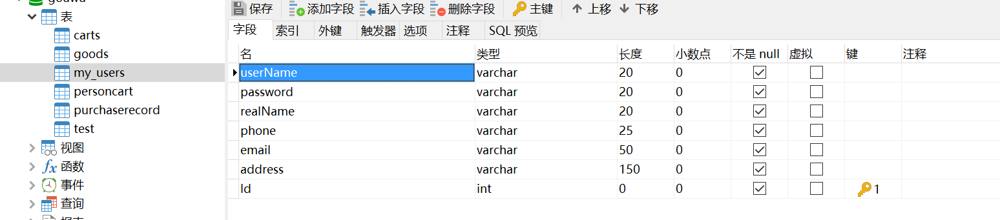 表
carts
goods
my_users
personcart
purchaserecord
test
视图
函数
事件
查询
保存 添加字段 插入字段 删除字段 主键 上移 下移
字段 索引 外键 触发器 选项 注释 SQL 预览
名 类型 长度 小数点 不是 null 虚拟 键 注释
userName varchar 20 0
password varchar 20 0
realName varchar 20 0
phone varchar 25 0
email varchar 50 0
address varchar 150 0
Id int 0 0 1